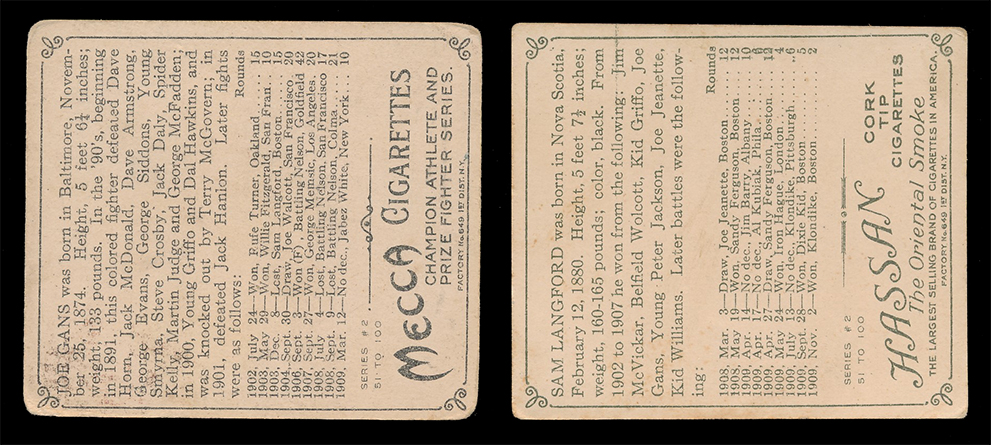 JOE GANS was born in Baltimore, Novem-
ber 25, 1874. Height, 5 feet 6¼ inches;
weight, 133 pounds. In the '90's, beginning
in 1891, this colored fighter defeated Dave
Horn, Jack McDonald, Dave Armstrong,
George Evans, George Siddons, Young
Smyrna, Steve Crosby, Jack Daly, Spider
Kelly, Martin Judge and George McFadden;
in 1900, Young Griffo and Dal Hawkins, and
was knocked out by Terry McGovern; in
1901, defeated Jack Hanlon. Later fights
were as follows:
Rounds
1902, July 24—Won, Rufe Turner, Oakland 15
1903, May 29—Won, Willie Fitzgerald, San Fran. 10
1903, Dec. 8—Lost, Sam Langford, Boston 15
1904, Sept. 30—Draw, Joe Walcott, San Francisco 20
1906, Sept. 3—Won (F), Battling Nelson, Goldfield 42
1907, Sept. 27—Won, George Memsic, Los Angeles 20
1908, July 4—Lost, Battling Nelson, San Francisco 17
1908, Sept. 9—Lost, Battling Nelson, Colma 21
1909, Mar. 12—No dec., Jabez White, New York 10
SERIES #2
51 TO 100
MECCA CIGARETTES
CHAMPION ATHLETE AND
PRIZE FIGHTER SERIES.
FACTORY No. 649 1ST DIST. N.Y.
SAM LANGFORD was born in Nova Scotia,
February 12, 1880. Height, 5 feet 7½ inches;
weight, 160-165 pounds; color, black. From
1902 to 1907 he won from the following: Jim
McVickar, Belfield Wolcott, Kid Griffo, Joe
Gans, Young Peter Jackson, Joe Jeanette,
Kid Williams. Later battles were the follow-
ing:
Rounds
1908, Mar. 3—Draw, Joe Jeanette, Boston 12
1908, May 19—Won, Sandy Ferguson, Boston 12
1909, Jan. 14—No dec., Jim Barry, Albany 10
1909, Apr. 17—No dec., Al Kubiak, Phila
1909, Apr. 27—Draw, Sandy Ferguson, Boston 12
1909, May 24—Won, Iron Hague, London 4
1909, July 13—No dec., Klondike, Pittsburgh 6
1909, Sept. 28—Won, Dixie Kid, Boston 5
1909, Nov. 2—Won, Klondike, Boston 2
SERIES #2
51 TO 100
HASSAN
CORK
TIP
CIGARETTES
The Oriental Smoke
THE LARGEST SELLING BRAND OF CIGARETTES IN AMERICA.
FACTORY No. 649 1ST DIST. N.Y.